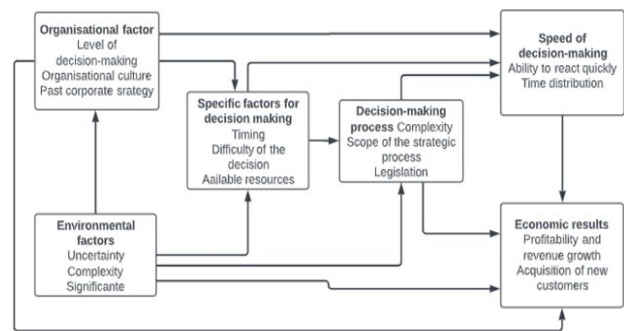 Organisational factor
Level of
decision-making
Organisational culture
Past corporate srategy
Speed of
decision-making
Ability to react quickly
Time distribution
Specific factors for
decision making
Timing
Difficulty of the
decision
Aailable resources
Decision-making
process Complexity
Scope of the strategic
process
Legislation
Environmental
factors
Uncertainty
Complexity
Significante
Economic results
Profitability and
revenue growth
Acquisition of new
customers